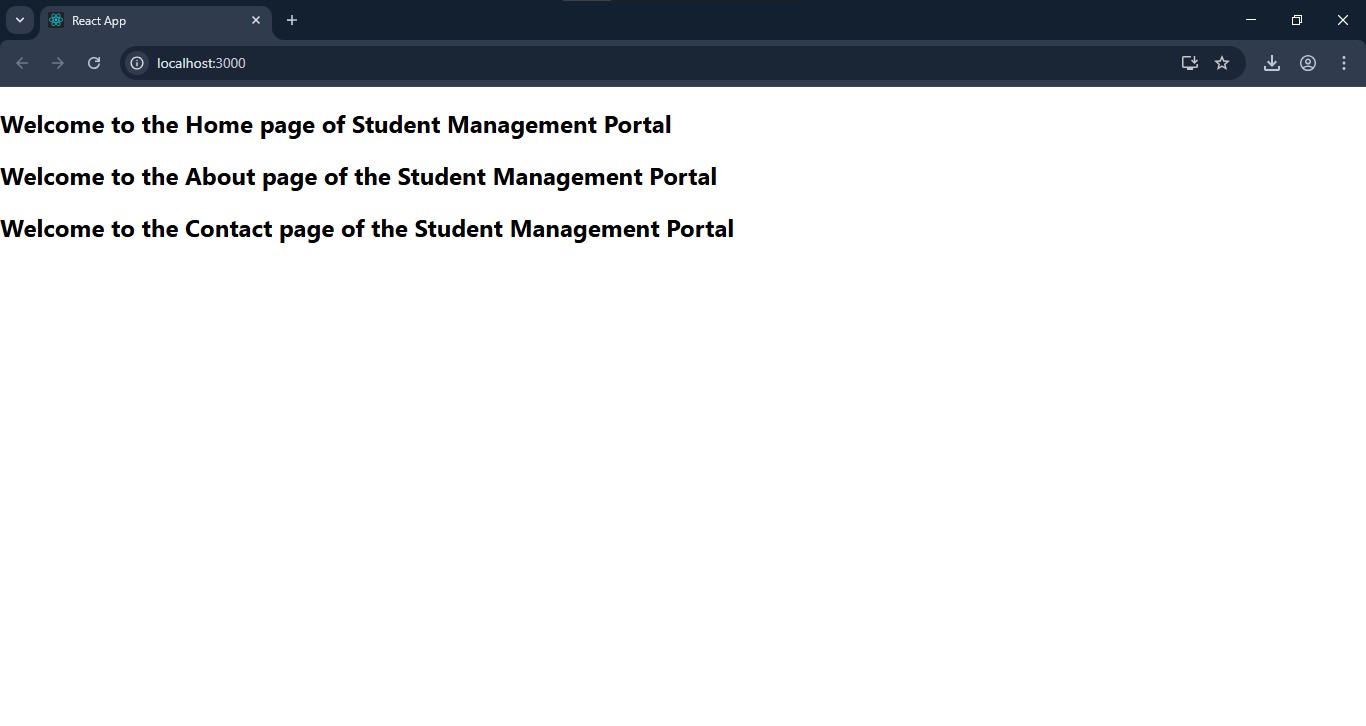 React App
localhost:3000
Welcome to the Home page of Student Management Portal
Welcome to the About page of the Student Management Portal
Welcome to the Contact page of the Student Management Portal